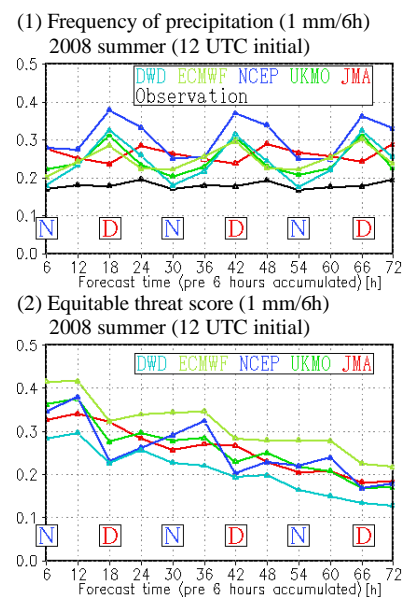 (1) Frequency of precipitation (1 mm/6h)
2008 summer (12 UTC initial)
0.5
DWD ECMWF NCEP UKMO JMA
Observation
0.4
0.3
0.2
0.1
N D N D N D
0.0
6 12 18 24 30 36 42 48 54 60 66 72
Forecast time (pre 6 hours accumulated) [h]
(2) Equitable threat score (1 mm/6h)
2008 summer (12 UTC initial)
0.5
DWD ECMWF NCEP UKMO JMA
0.4
0.3
0.2
0.1
N D N D N D
0.0
6 12 18 24 30 36 42 48 54 60 66 72
Forecast time (pre 6 hours accumulated) [h]